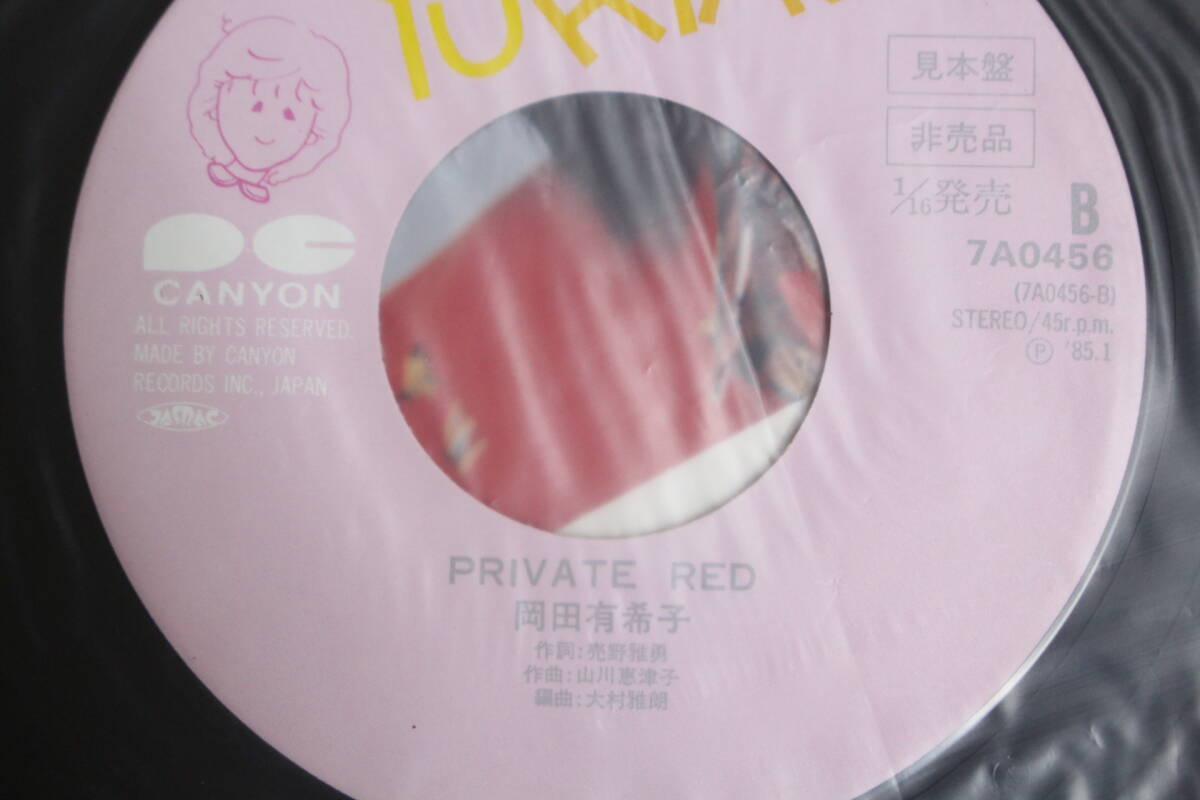 見本盤
非売品
1/16発売
B
7A0456
(7A0456-B)
STEREO/45r.p.m.
Ⓟ '85.1
CANYON
ALL RIGHTS RESERVED.
MADE BY CANYON
RECORDS INC., JAPAN
JASRAC
PRIVATE RED
岡田有希子
作詞:売野雅勇
作曲:山川恵津子
編曲:大村雅朗